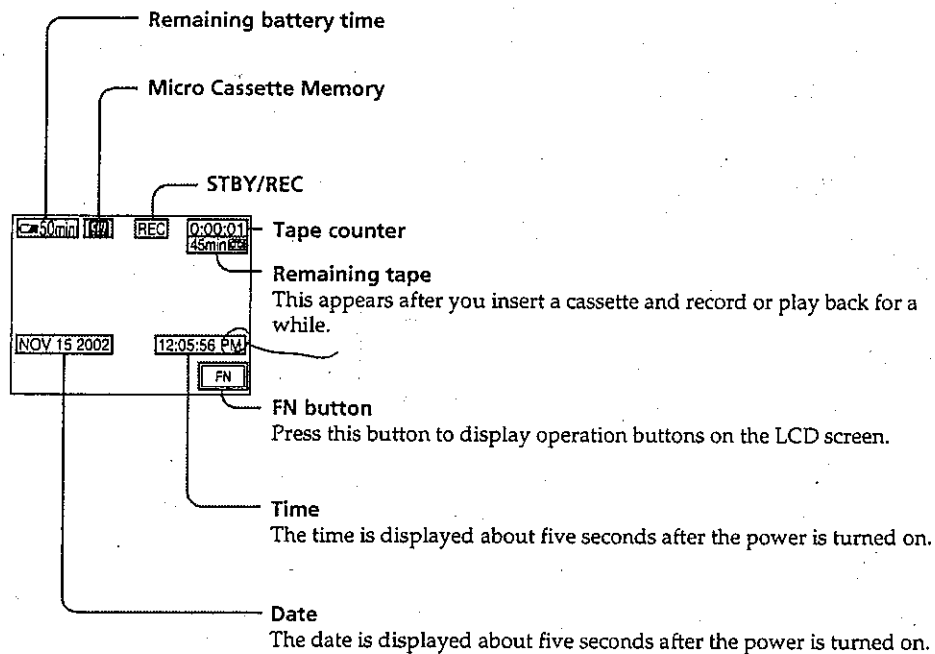 Remaining battery time
Micro Cassette Memory
STBY/REC
50min REC 0:00:01
Tape counter
45min
Remaining tape
This appears after you insert a cassette and record or play back for a
while.
NOV 15 2002 12:05:56 PM
FN
FN button
Press this button to display operation buttons on the LCD screen.
Time
The time is displayed about five seconds after the power is turned on.
Date
The date is displayed about five seconds after the power is turned on.